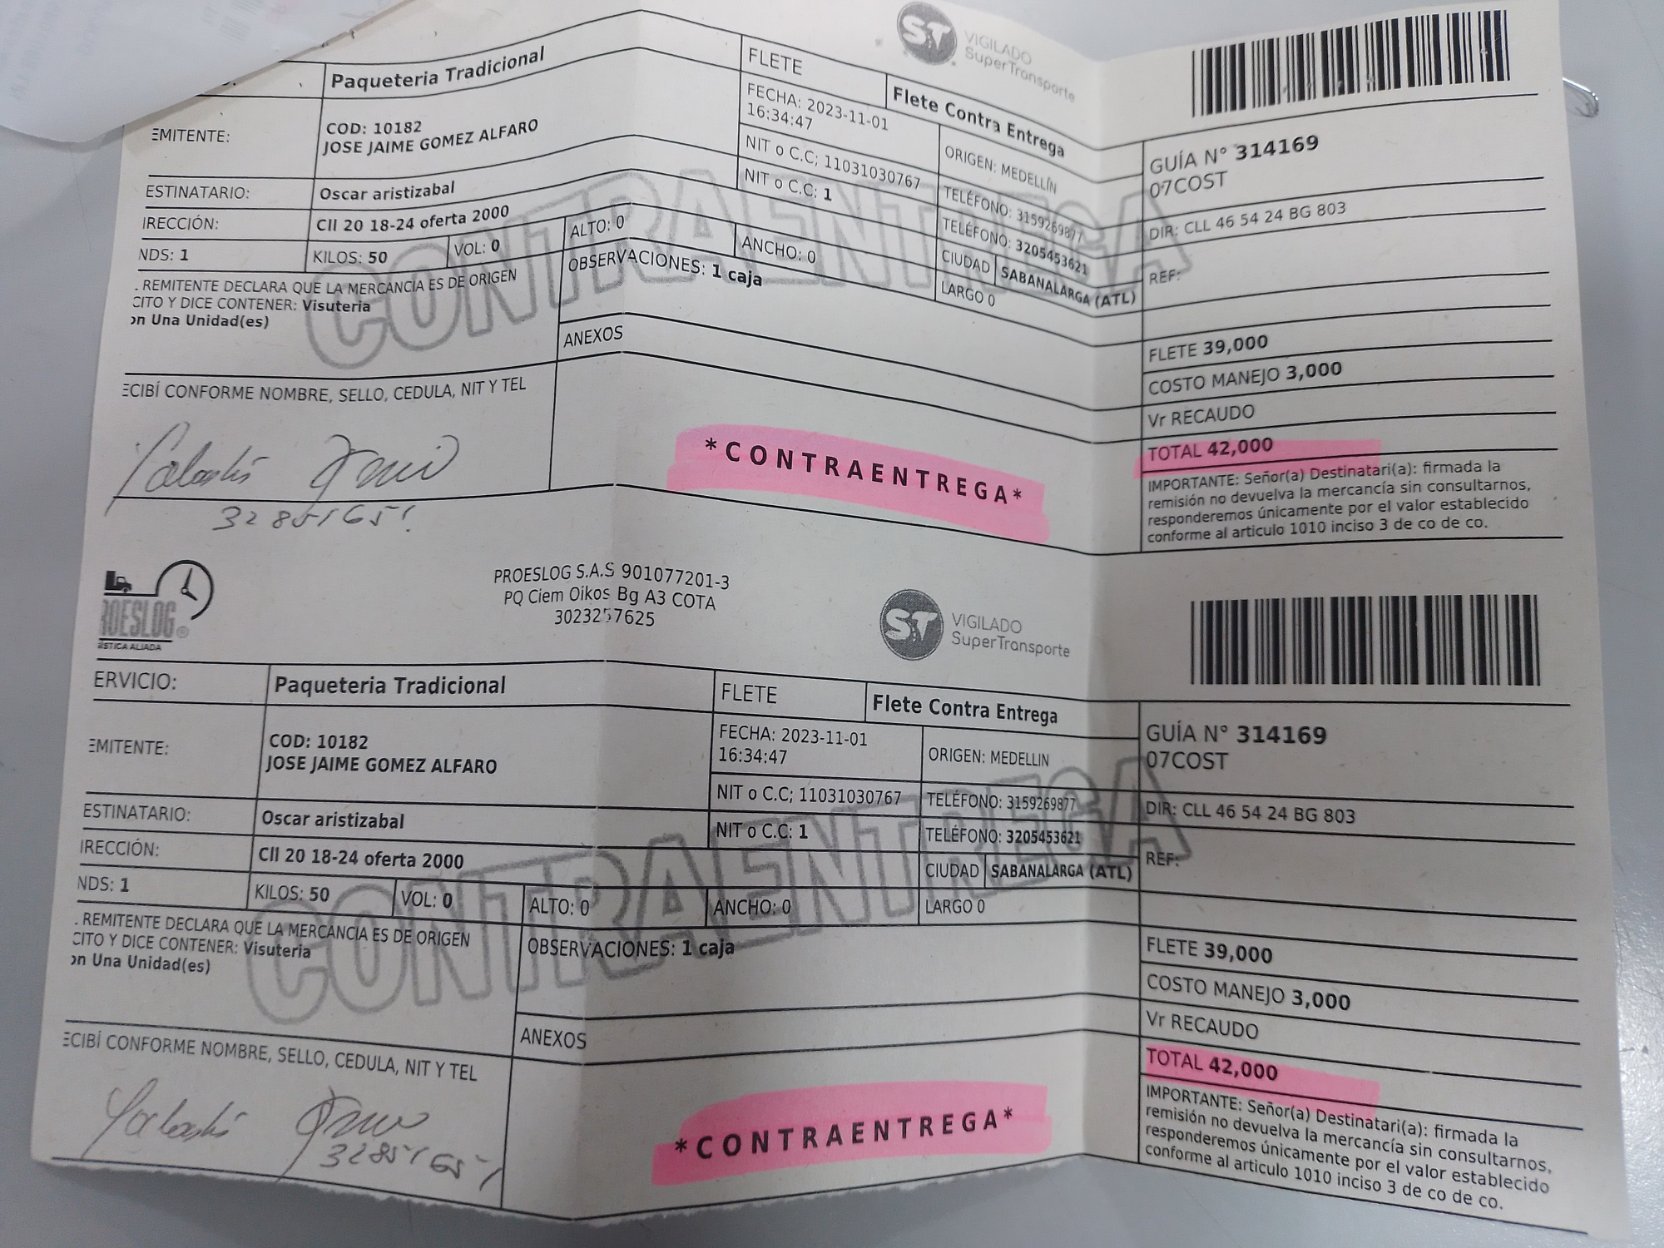 Paqueteria Tradicional
FLETE
Flete Contra Entrega
ST VIGILADO
SuperTransporte
EMITENTE:
COD: 10182
JOSE JAIME GOMEZ ALFARO
FECHA: 2023-11-01
16:34:47
ORIGEN: MEDELLÍN
GUÍA N° 314169
07COST
NIT o C.C; 11031030767
TELÉFONO: 3159269877
DIR: CLL 46 54 24 BG 803
ESTINATARIO:
Oscar aristizabal
NIT o C.C: 1
TELÉFONO: 3205453621
IRECCIÓN:
Cll 20 18-24 oferta 2000
CIUDAD
SABANALARGA (ATL)
REF:
NDS: 1
KILOS: 50
VOL: 0
ALTO: 0
ANCHO: 0
LARGO 0
. REMITENTE DECLARA QUE LA MERCANCÍA ES DE ORIGEN
CITO Y DICE CONTENER: Visuteria
on Una Unidad(es)
OBSERVACIONES: 1 caja
ANEXOS
CONTRAENTREGA
FLETE 39,000
COSTO MANEJO 3,000
Vr RECAUDO
TOTAL 42,000
ECIBÍ CONFORME NOMBRE, SELLO, CEDULA, NIT Y TEL
*CONTRAENTREGA*
IMPORTANTE: Señor(a) Destinatari(a): firmada la
remisión no devuelva la mercancía sin consultarnos,
responderemos únicamente por el valor establecido
conforme al articulo 1010 inciso 3 de co de co.
ROESLOG
ÍSTICA ALIADA
PROESLOG S.A.S 901077201-3
PQ Ciem Oikos Bg A3 COTA
3023257625
ST VIGILADO
SuperTransporte
ERVICIO:
Paqueteria Tradicional
FLETE
Flete Contra Entrega
EMITENTE:
COD: 10182
JOSE JAIME GOMEZ ALFARO
FECHA: 2023-11-01
16:34:47
ORIGEN: MEDELLIN
GUÍA N° 314169
07COST
NIT o C.C; 11031030767
TELÉFONO: 3159269877
DIR: CLL 46 54 24 BG 803
ESTINATARIO:
Oscar aristizabal
NIT o C.C: 1
TELÉFONO: 3205453621
IRECCIÓN:
Cll 20 18-24 oferta 2000
CIUDAD
SABANALARGA (ATL)
REF:
NDS: 1
KILOS: 50
VOL: 0
ALTO: 0
ANCHO: 0
LARGO 0
. REMITENTE DECLARA QUE LA MERCANCÍA ES DE ORIGEN
CITO Y DICE CONTENER: Visuteria
on Una Unidad(es)
OBSERVACIONES: 1 caja
ANEXOS
CONTRAENTREGA
FLETE 39,000
COSTO MANEJO 3,000
Vr RECAUDO
TOTAL 42,000
ECIBÍ CONFORME NOMBRE, SELLO, CEDULA, NIT Y TEL
*CONTRAENTREGA*
IMPORTANTE: Señor(a) Destinatari(a): firmada la
remisión no devuelva la mercancía sin consultarnos,
responderemos únicamente por el valor establecido
conforme al articulo 1010 inciso 3 de co de co.